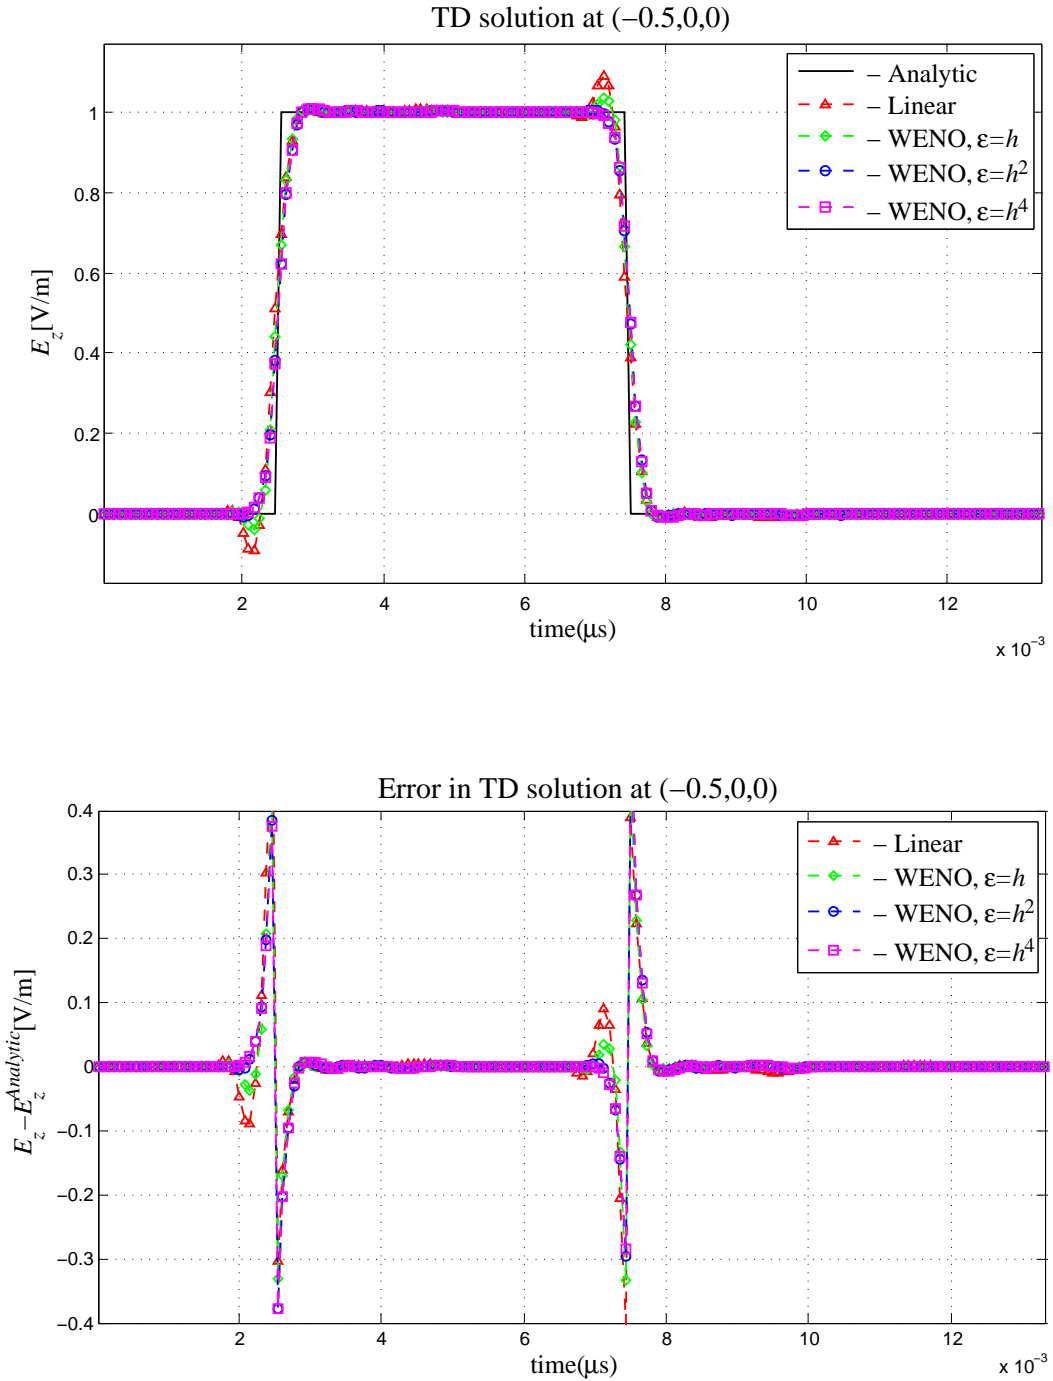 TD solution at (−0.5,0,0)
– Analytic
– Linear
– WENO, ε=h
– WENO, ε=h²
– WENO, ε=h⁴
1
0.8
0.6
0.4
0.2
0
E_z[V/m]
2
4
6
8
10
12
time(μs)
x 10⁻³
Error in TD solution at (−0.5,0,0)
– Linear
– WENO, ε=h
– WENO, ε=h²
– WENO, ε=h⁴
0.4
0.3
0.2
0.1
0
−0.1
−0.2
−0.3
−0.4
E_z−E_z^Analytic[V/m]
2
4
6
8
10
12
time(μs)
x 10⁻³